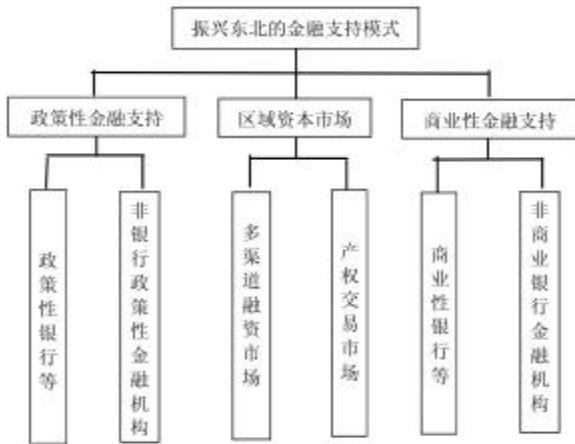 振兴东北的金融支持模式
政策性金融支持
区域资本市场
商业性金融支持
政策性银行等
非银行政策性金融机构
多渠道融资市场
产权交易市场
商业性银行等
非商业银行金融机构